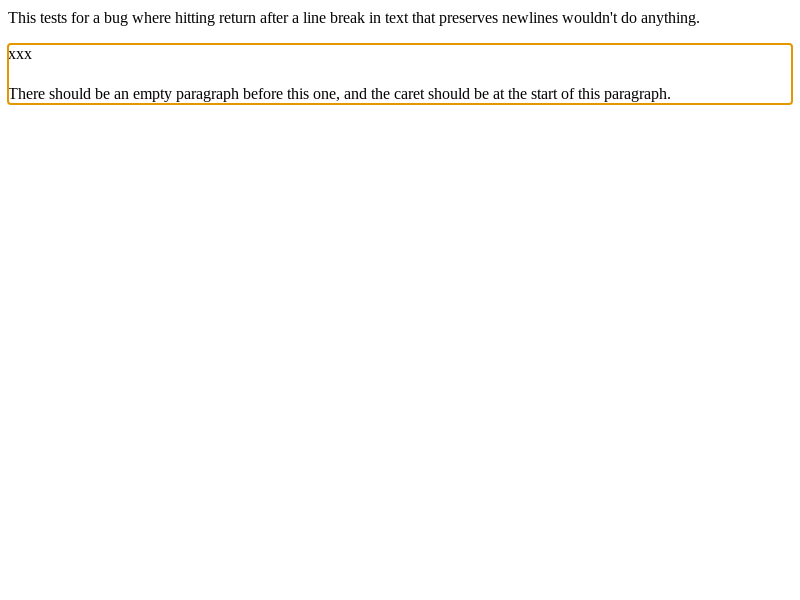 This tests for a bug where hitting return after a line break in text that preserves newlines wouldn't do anything.
xxx
There should be an empty paragraph before this one, and the caret should be at the start of this paragraph.